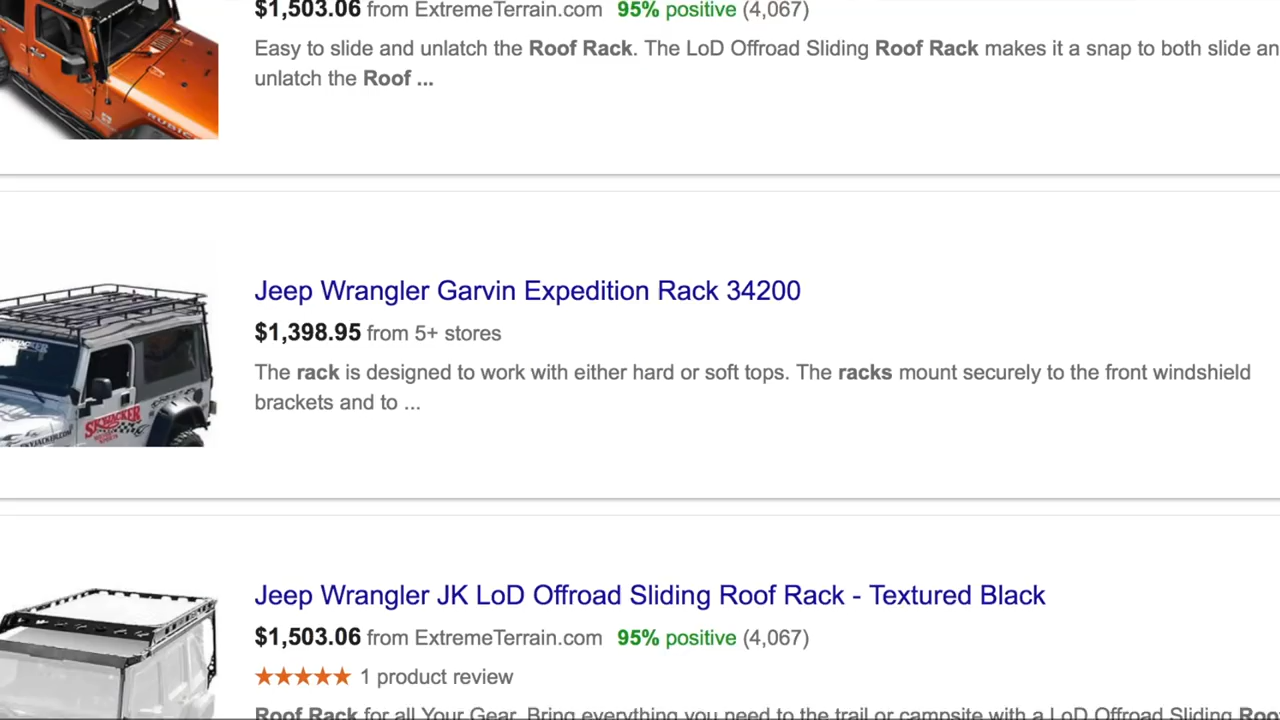 $1,503.06 from ExtremeTerrain.com 95% positive (4,067)
Easy to slide and unlatch the Roof Rack. The LoD Offroad Sliding Roof Rack makes it a snap to both slide an
unlatch the Roof ...
Jeep Wrangler Garvin Expedition Rack 34200
$1,398.95 from 5+ stores
The rack is designed to work with either hard or soft tops. The racks mount securely to the front windshield
brackets and to ...
SKYJACKER
Jeep Wrangler JK LoD Offroad Sliding Roof Rack - Textured Black
$1,503.06 from ExtremeTerrain.com 95% positive (4,067)
1 product review
Roof Rack for all Your Gear. Bring everything you need to the trail or campsite with a LoD Offroad Sliding Roo